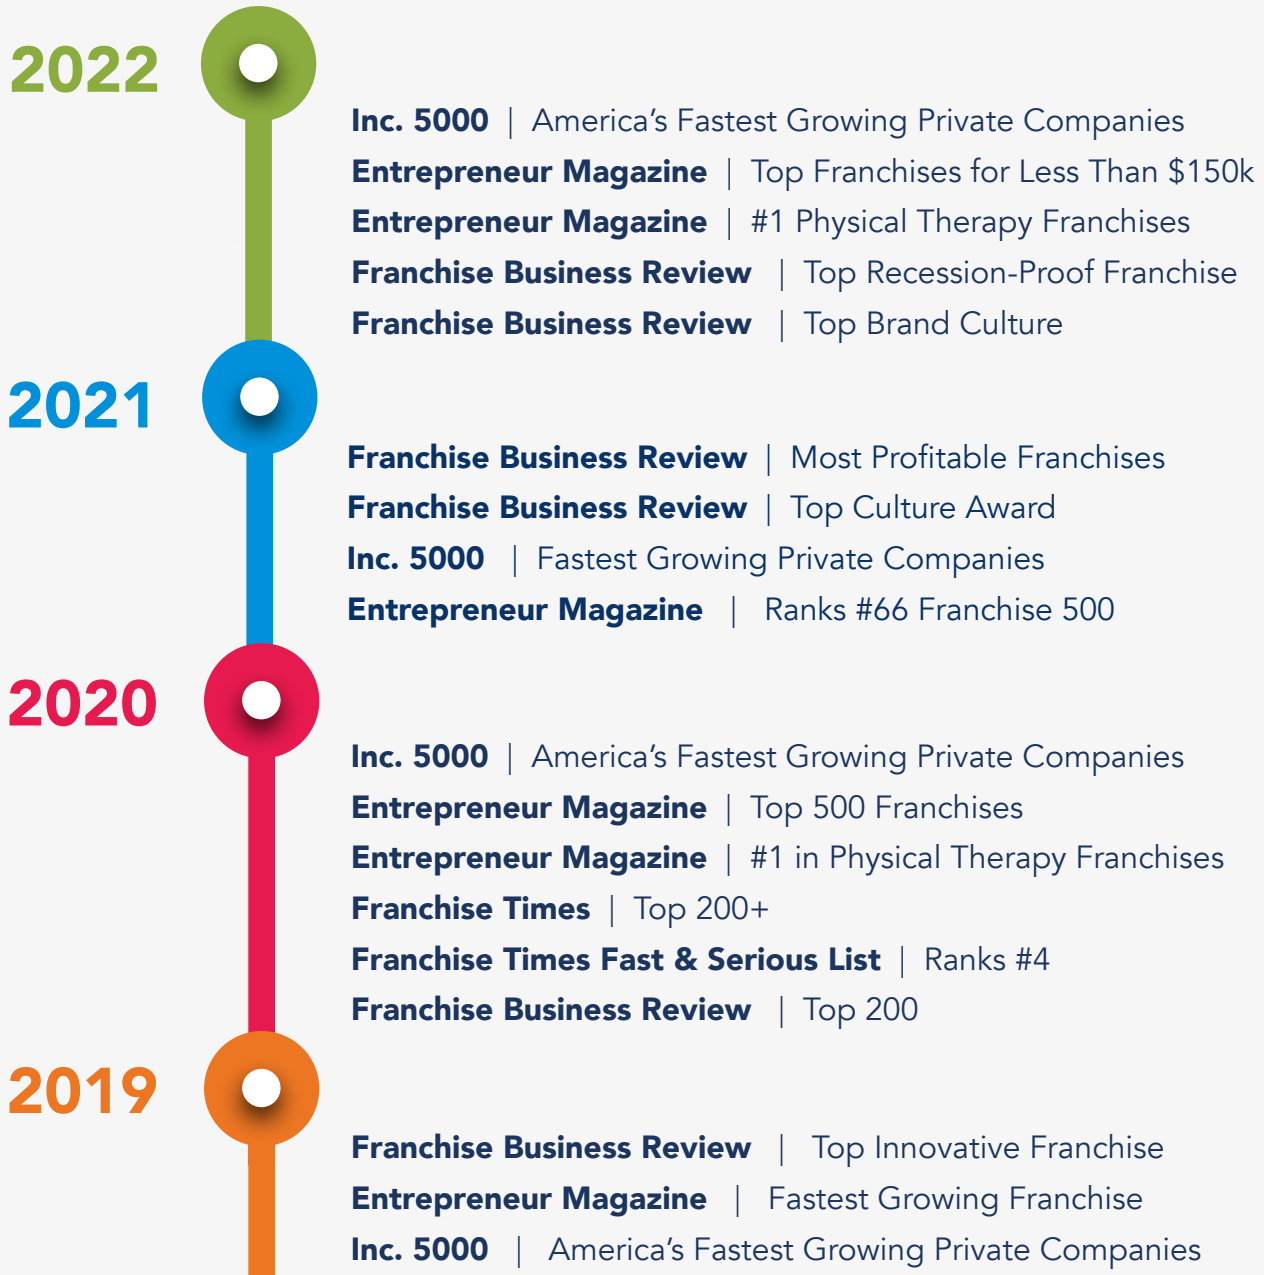 2022
Inc. 5000 | America’s Fastest Growing Private Companies
Entrepreneur Magazine | Top Franchises for Less Than $150k
Entrepreneur Magazine | #1 Physical Therapy Franchises
Franchise Business Review | Top Recession-Proof Franchise
Franchise Business Review | Top Brand Culture
2021
Franchise Business Review | Most Profitable Franchises
Franchise Business Review | Top Culture Award
Inc. 5000 | Fastest Growing Private Companies
Entrepreneur Magazine | Ranks #66 Franchise 500
2020
Inc. 5000 | America’s Fastest Growing Private Companies
Entrepreneur Magazine | Top 500 Franchises
Entrepreneur Magazine | #1 in Physical Therapy Franchises
Franchise Times | Top 200+
Franchise Times Fast & Serious List | Ranks #4
Franchise Business Review | Top 200
2019
Franchise Business Review | Top Innovative Franchise
Entrepreneur Magazine | Fastest Growing Franchise
Inc. 5000 | America’s Fastest Growing Private Companies